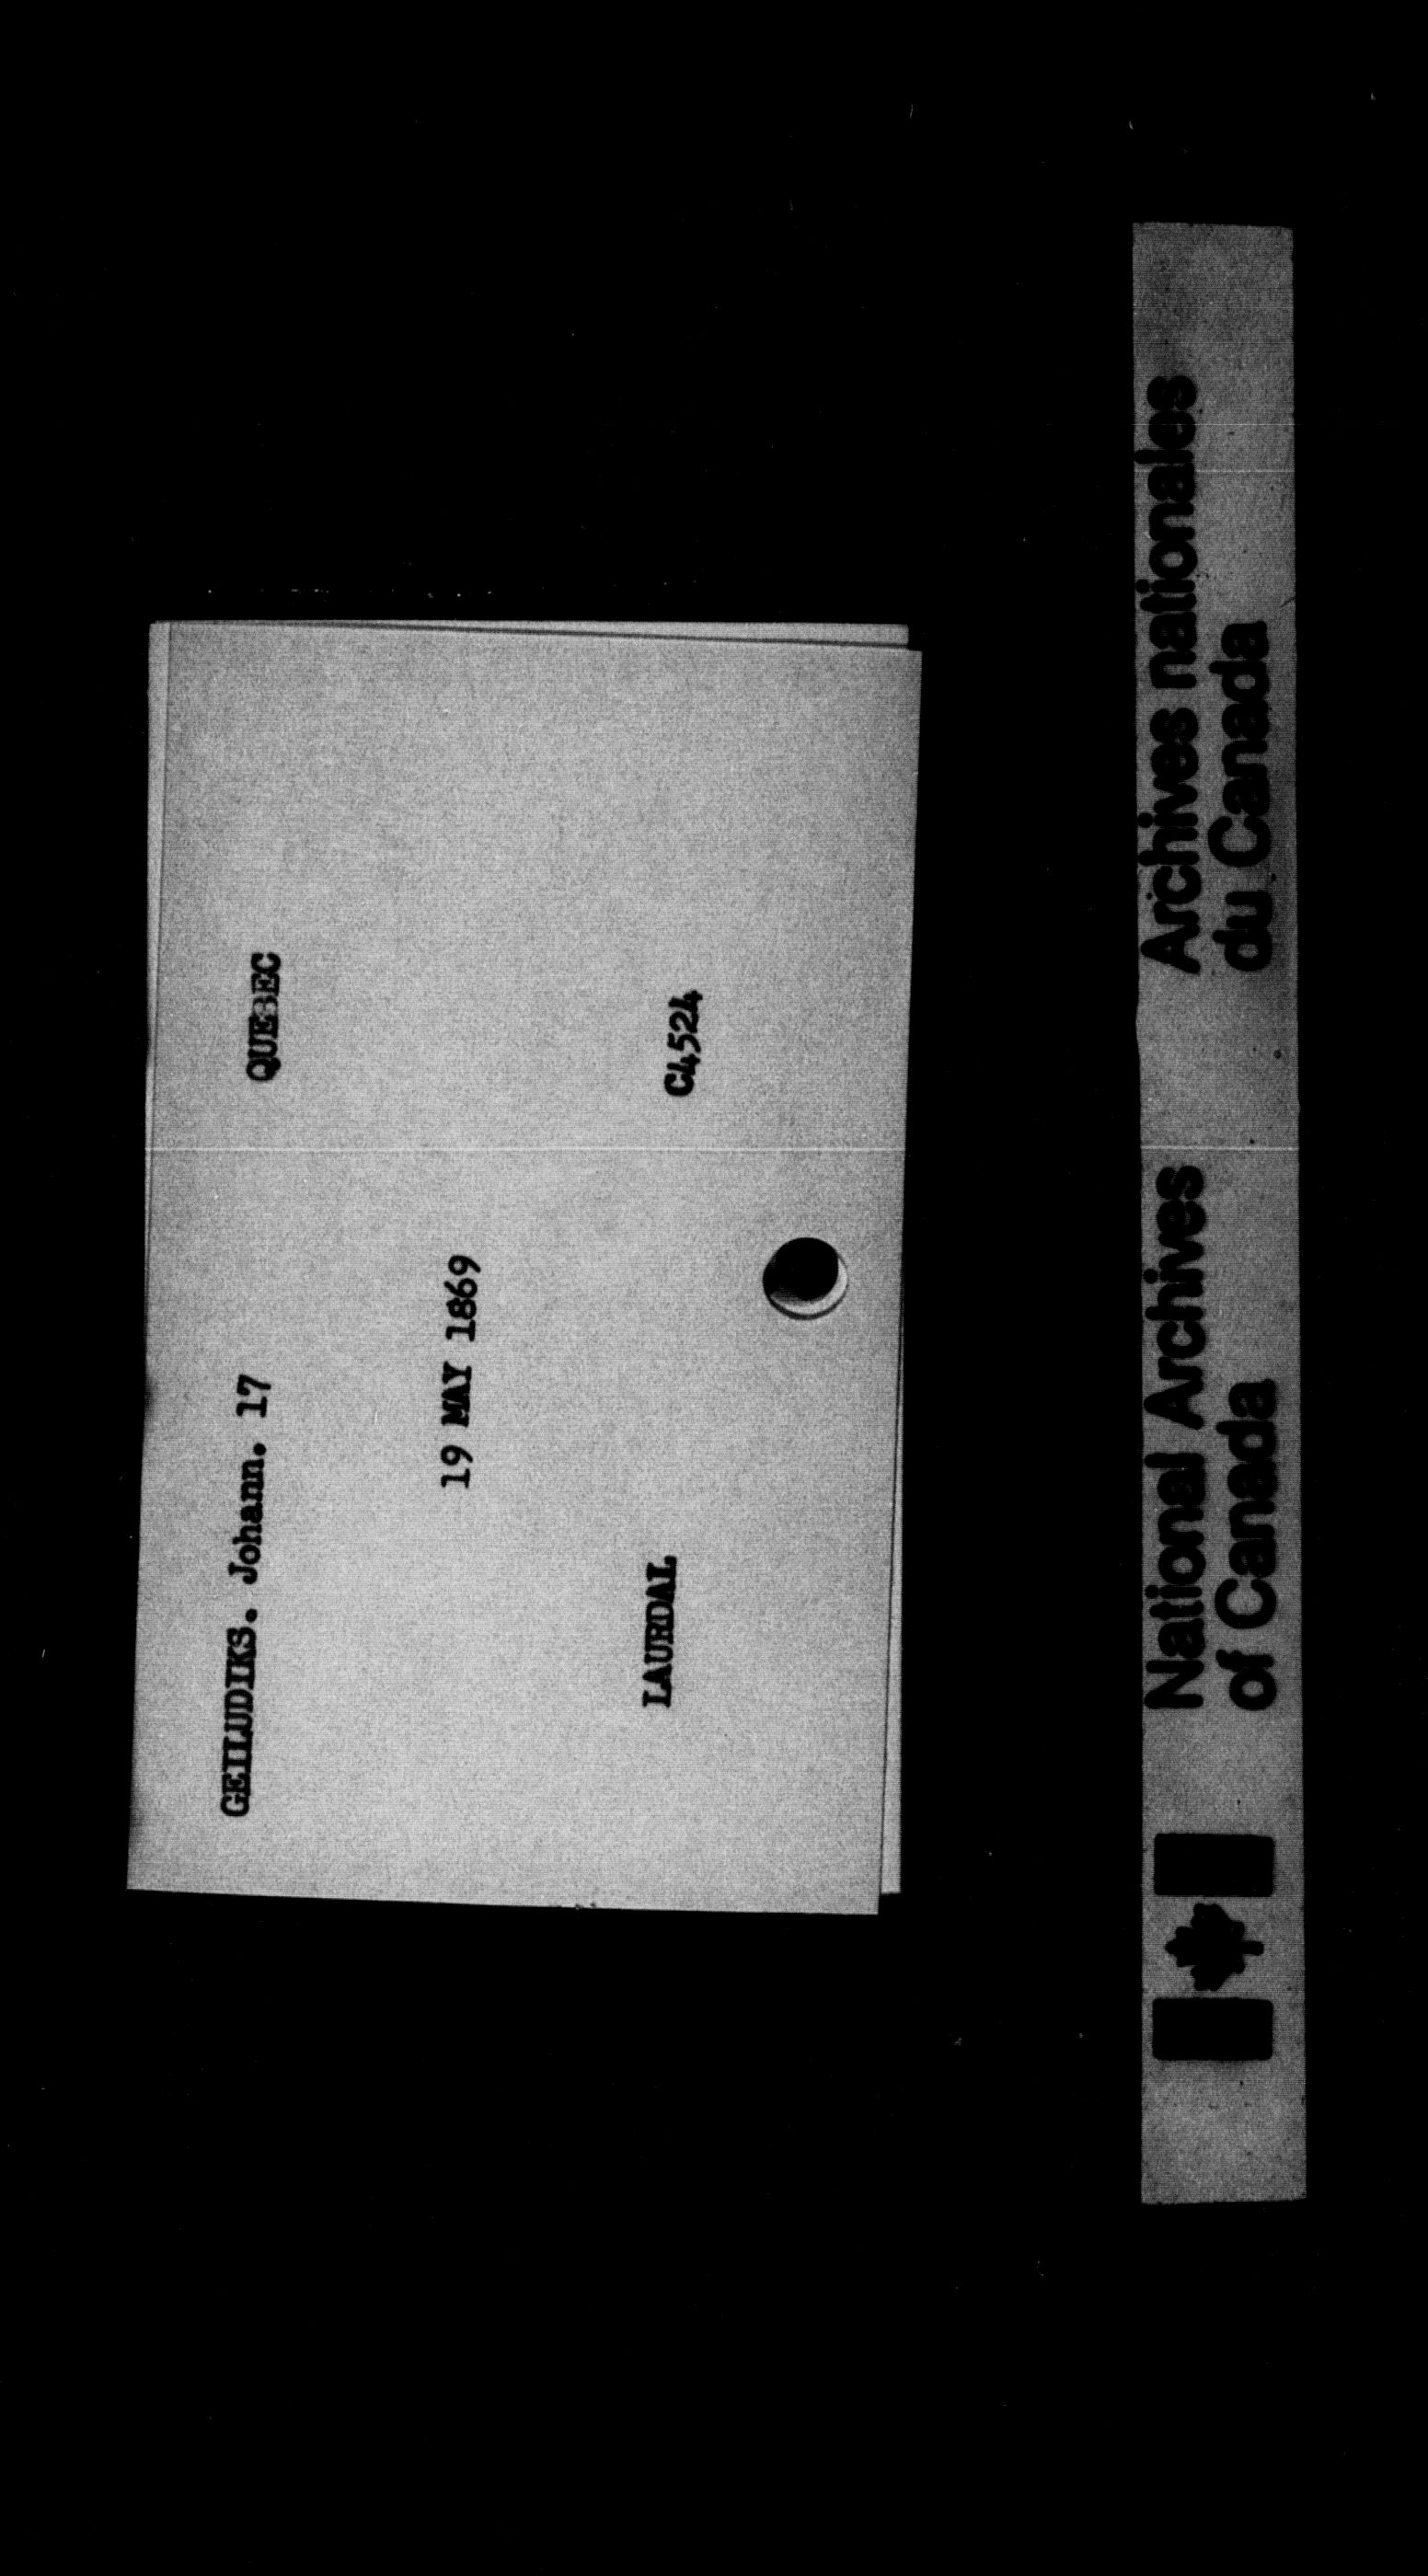 GEILUDIKS. Johann. 17 QUEBEC
19 MAY 1869
LAURDAL C4524
National Archives of Canada
Archives nationales du Canada